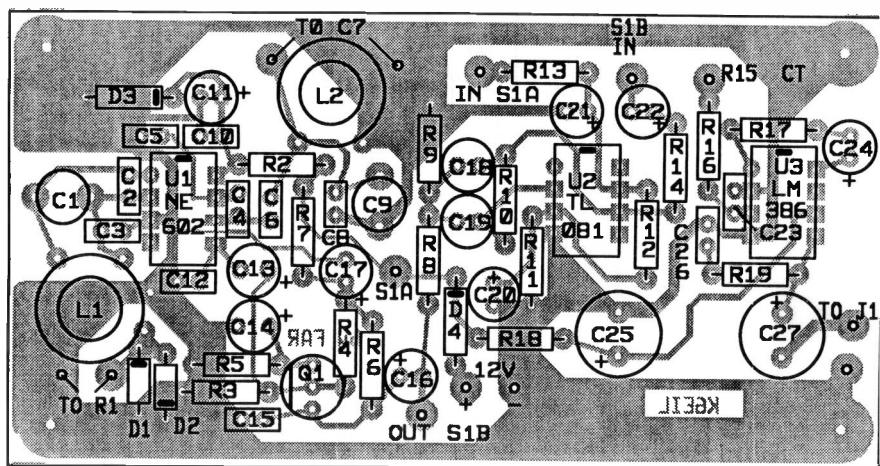 TO C7
S1B
IN
D3
C11
+
L2
IN S1A
R13
R15
CT
C21
+
C22
+
C5
C10
R9
R14
R16
R17
C24
+
U1
NE
602
R2
C18
R10
U2
TL
081
U3
LM
386
C1
C2
C4
C6
R7
C8
C9
C19
R12
C26
C23
C3
R8
R11
C12
C13
+
C17
+
S1A
C20
+
R19
L1
C14
+
FAR
R4
R6
D4
R18
C25
+
C27
+
TO J1
R5
Q1
C16
+
12V
+
-
TO R1
R3
K6EIL
D1
D2
C15
OUT S1B